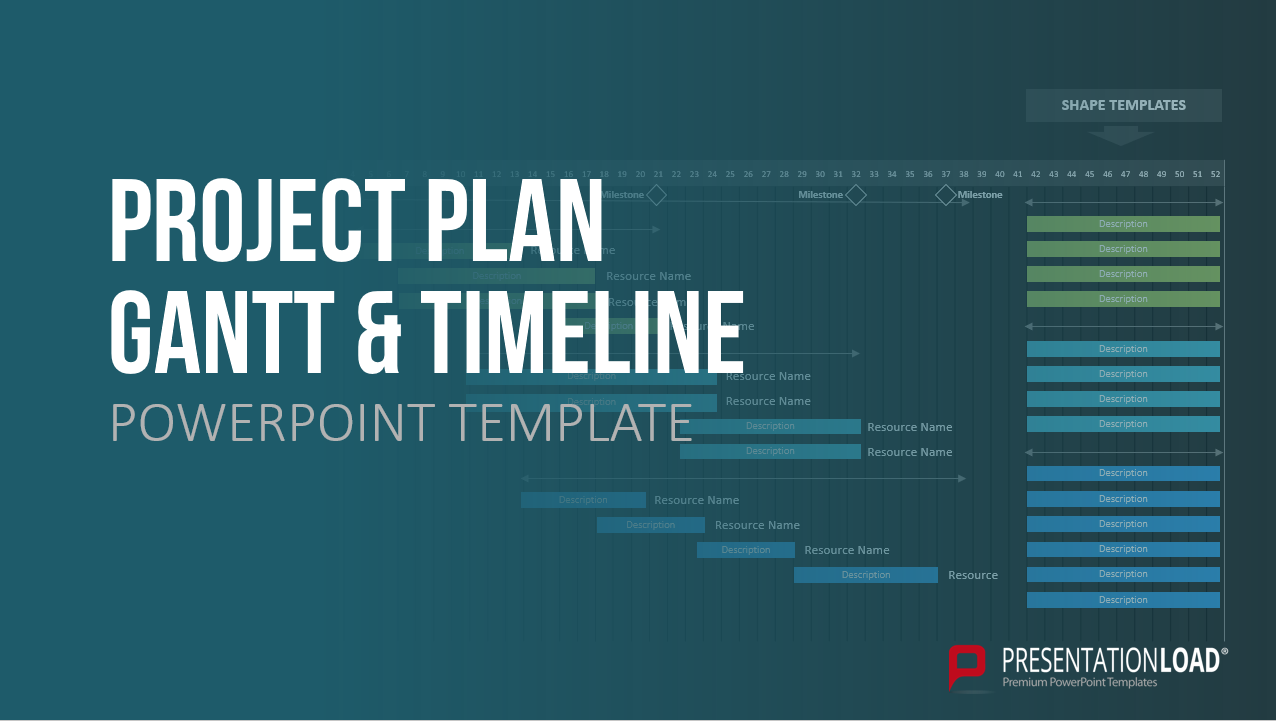 SHAPE TEMPLATES
9 10 11 12 13 14 15 16 17 18 19 20 21 22 23 24 25 26 27 28 29 30 31 32 33 34 35 36 37 38 39 40 41 42 43 44 45 46 47 48 49 50 51 52
Milestone Milestone Milestone
PROJECT PLAN
Description
Description
Resource Name
Description Resource Name
Description
Resource Name
Description
Description Resource Name
GANTT & TIMELINE
Description
Description Resource Name
Description
Description Resource Name
Description
POWERPOINT TEMPLATE
Description Resource Name
Description
Description Resource Name
Description
Description Resource Name
Description
Description Resource Name
Description
Description Resource Name
Description
Description Resource
Description
Description
PRESENTATIONLOAD®
Premium PowerPoint Templates